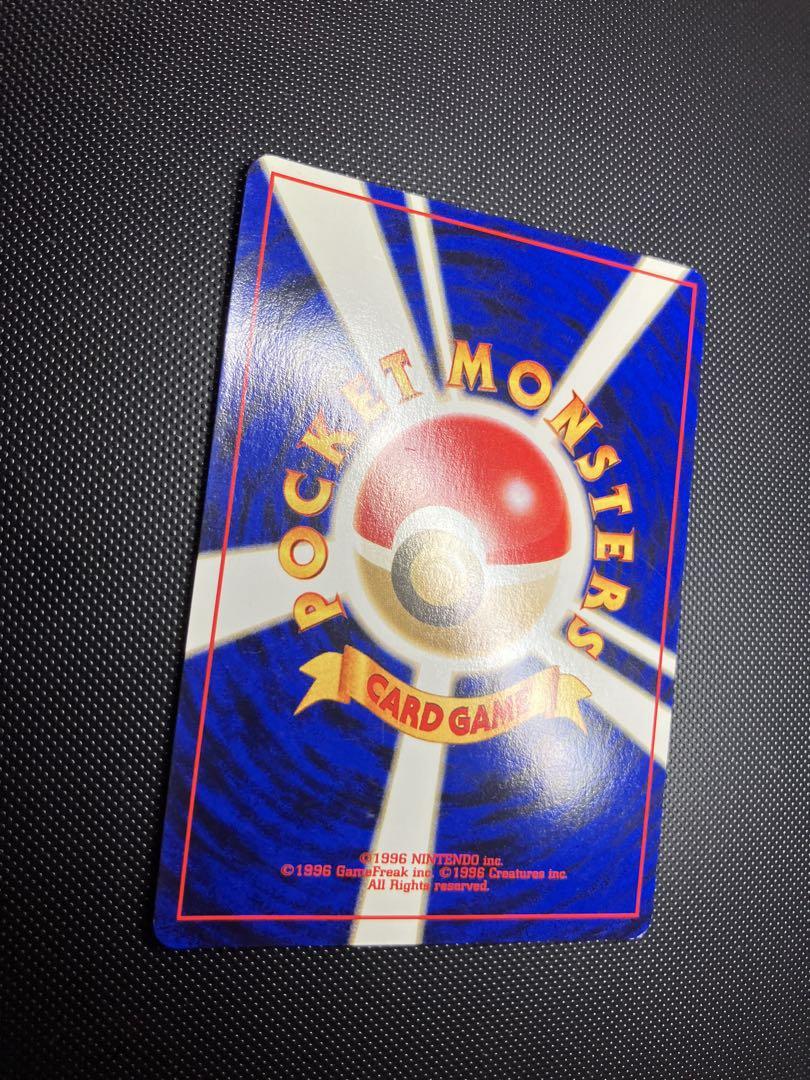 POCKET MONSTERS
CARD GAME
©1996 NINTENDO inc.
©1996 GameFreak inc. ©1996 Creatures inc.
All Rights reserved.